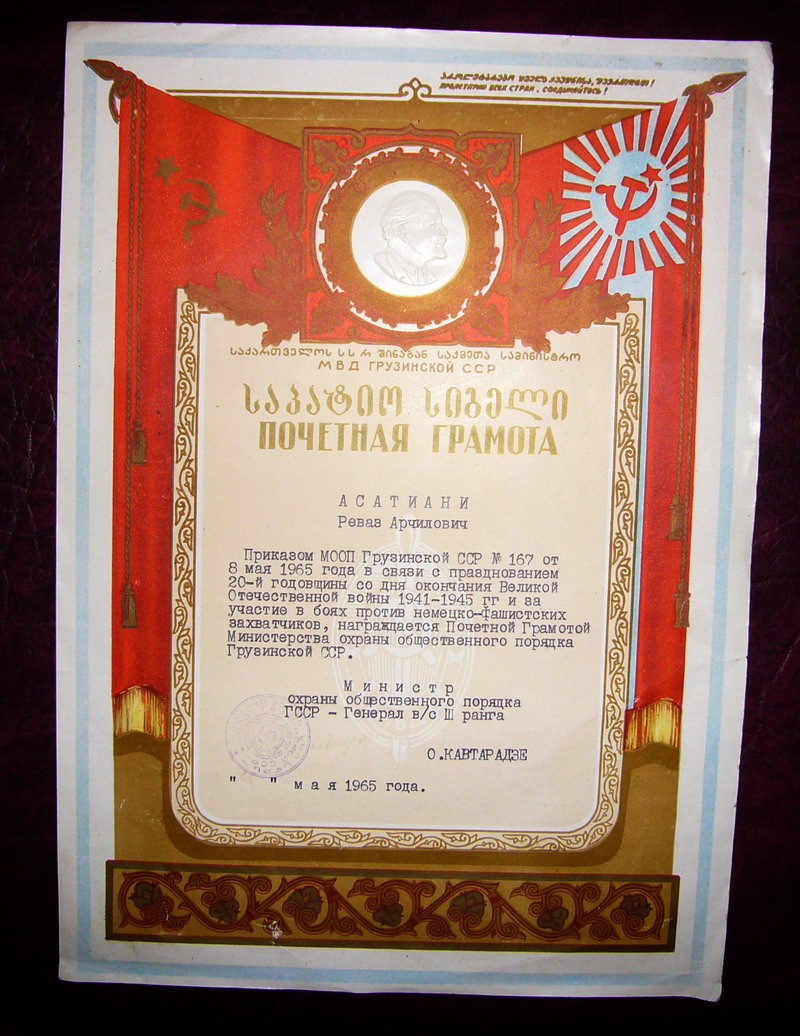 პროლეტარებო ყველა ქვეყნისა, შეერთდით!
ПРОЛЕТАРИИ ВСЕХ СТРАН, СОЕДИНЯЙТЕСЬ!
საქართველოს სსრ შინაგან საქმეთა სამინისტრო
МВД ГРУЗИНСКОЙ ССР
საპატიო სიგელი
ПОЧЕТНАЯ ГРАМОТА
АСАТИАНИ
Реваз Арчилович
Приказом МООП Грузинской ССР № 167 от
8 мая 1965 года в связи с празднованием
20-й годовщины со дня окончания Великой
Отечественной войны 1941-1945 гг и за
участие в боях против немецко-фашистских
захватчиков, награждается Почетной Грамотой
Министерства охраны общественного порядка
Грузинской ССР.
Министр
охраны общественного порядка
ГССР - Генерал в/с III ранга
О.КАВТАРАДЗЕ
" " мая 1965 года.